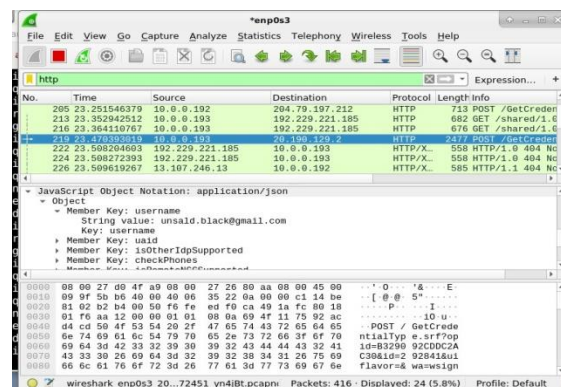 *enp0s3
File Edit View Go Capture Analyze Statistics Telephony Wireless Tools Help
http
Expression... +
No. Time Source Destination Protocol Length Info
205 23.251546379 10.0.0.192 204.79.197.212 HTTP 713 POST /GetCreden
213 23.352942512 10.0.0.193 192.229.221.185 HTTP 682 GET /shared/1.0
216 23.364110767 10.0.0.193 192.229.221.185 HTTP 676 GET /shared/1.0
219 23.470393019 10.0.0.192 20.190.129.2 HTTP 2477 POST /GetCreden
222 23.508204603 192.229.221.185 10.0.0.193 HTTP/X... 558 HTTP/1.0 404 No
224 23.508272393 192.229.221.185 10.0.0.193 HTTP/X... 558 HTTP/1.0 404 No
226 23.509619267 13.107.246.13 10.0.0.192 HTTP/X... 585 HTTP/1.1 404 No
JavaScript Object Notation: application/json
Object
Member Key: username
String value: unsald.black@gmail.com
Key: username
Member Key: uaid
Member Key: isOtherIdpSupported
Member Key: checkPhones
0000 08 00 27 d0 4f a9 08 00 27 26 80 aa 08 00 45 00
0010 09 9f 5b b6 40 00 40 06 35 22 0a 00 00 c1 14 be
0020 81 02 b2 b4 00 50 f6 fe ed f0 ca 49 1a fc 80 18
0030 01 f6 aa 12 00 00 01 01 08 0a 69 4f 11 75 92 ac
0040 d4 cd 50 4f 53 54 20 2f 47 65 74 43 72 65 64 65 POST /GetCrede
0050 6e 74 69 61 6c 54 79 70 65 2e 73 72 66 3f 6f 70 ntialType.srf?op
0060 69 64 3d 42 33 32 39 30 39 32 43 44 44 43 32 41
0070 43 33 30 26 69 64 3d 32 39 32 38 34 31 26 75 69 C30&id=2 92841&ui
0080 66 6c 61 76 6f 72 3d 26 77 61 3d 77 73 69 67 6e flavor=& wa=wsign
Packets: 416 · Displayed: 24 (5.8%) Profile: Default